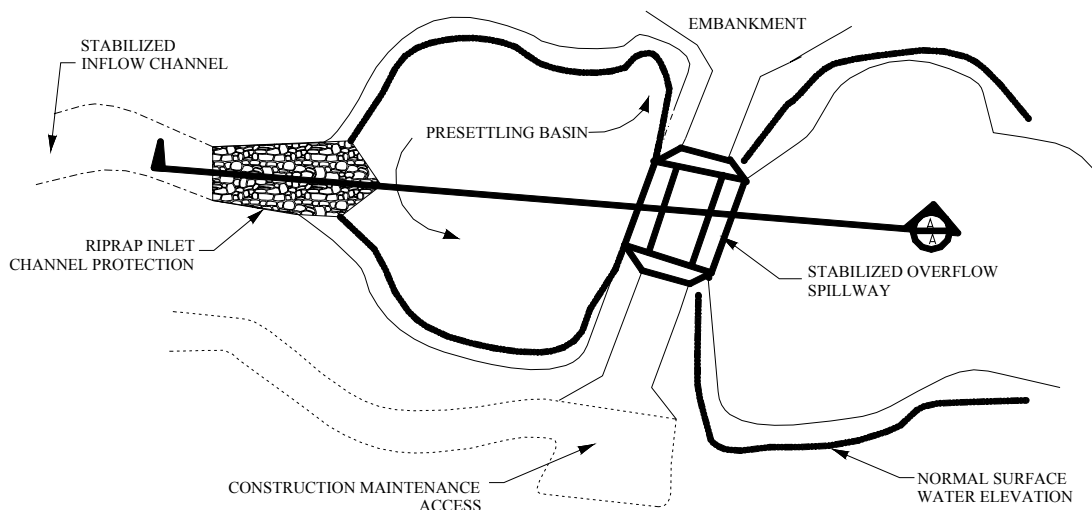 EMBANKMENT
STABILIZED
INFLOW CHANNEL
PRESETTLING BASIN
RIPRAP INLET
CHANNEL PROTECTION
A
A
STABILIZED OVERFLOW
SPILLWAY
CONSTRUCTION MAINTENANCE
ACCESS
NORMAL SURFACE
WATER ELEVATION